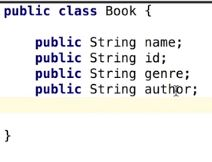 public class Book {
public String name;
public String id;
public String genre;
public String author;
}